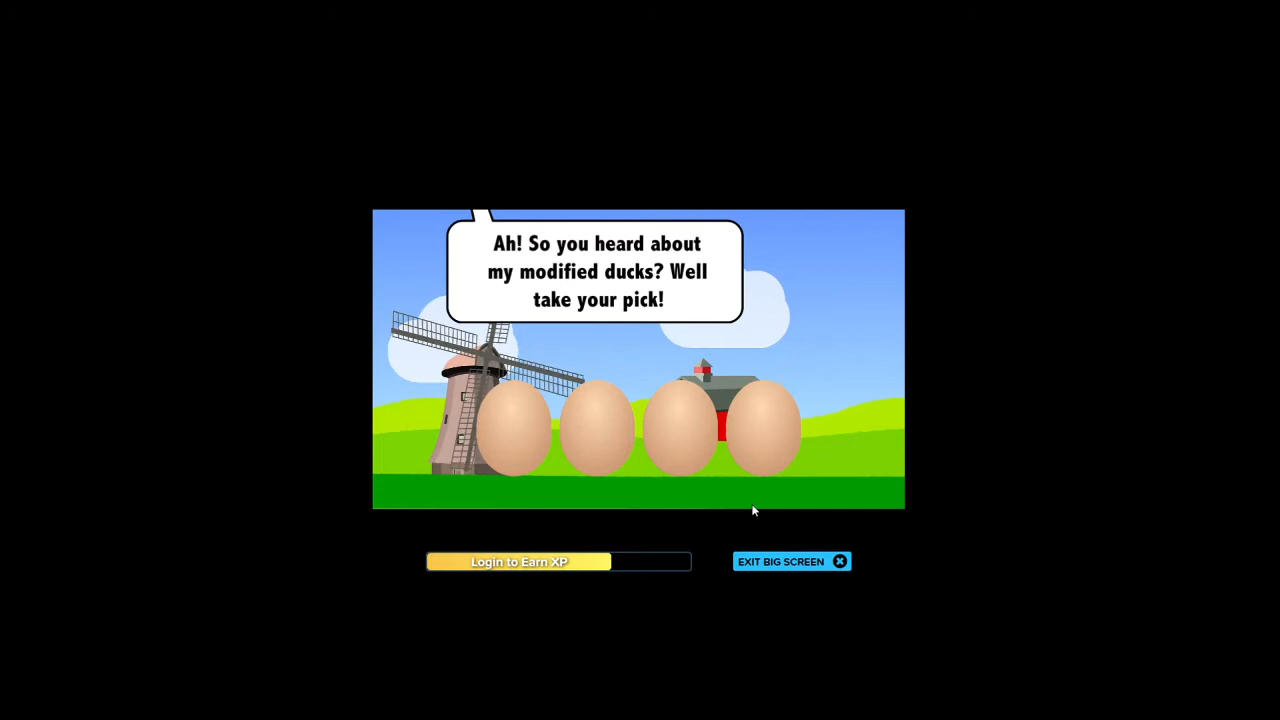 Ah! So you heard about
my modified ducks? Well
take your pick!
Login to Earn XP
EXIT BIG SCREEN